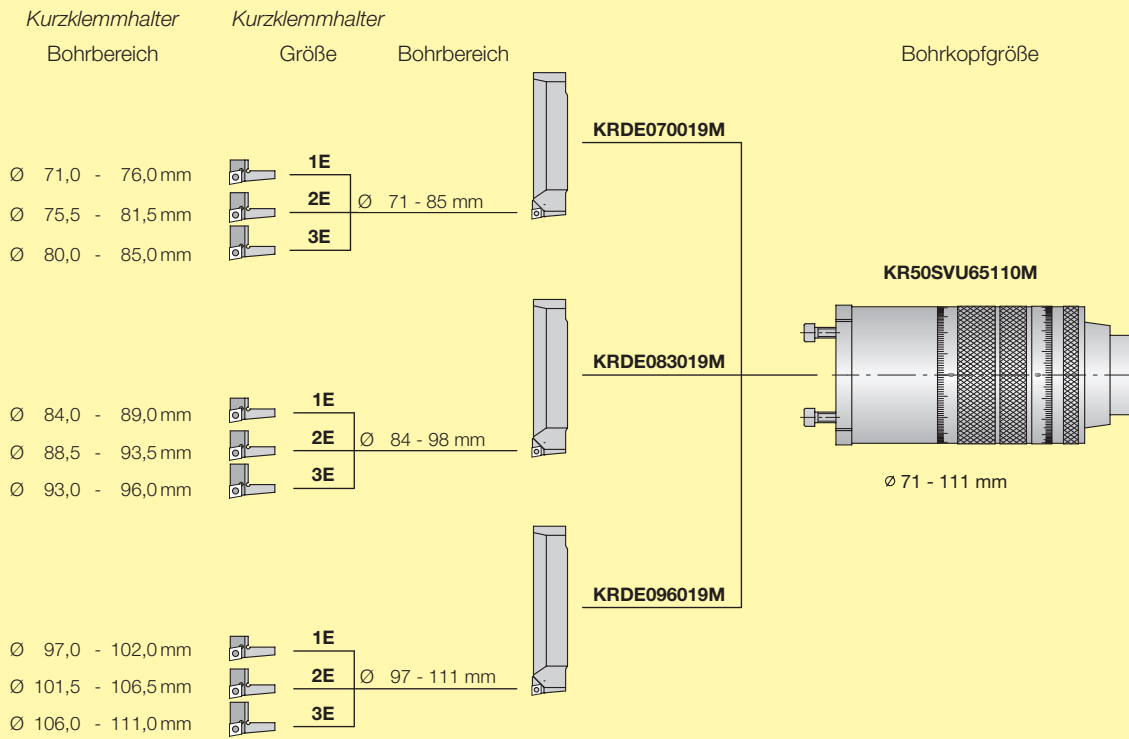 Kurzklemmhalter Kurzklemmhalter
Bohrbereich Größe Bohrbereich Bohrkopfgröße
KRDE070019M
Ø 71,0 - 76,0 mm 1E
Ø 75,5 - 81,5 mm 2E Ø 71 - 85 mm
Ø 80,0 - 85,0 mm 3E
KR50SVU65110M
KRDE083019M
Ø 84,0 - 89,0 mm 1E
Ø 88,5 - 93,5 mm 2E Ø 84 - 98 mm
Ø 93,0 - 96,0 mm 3E
Ø 71 - 111 mm
KRDE096019M
Ø 97,0 - 102,0 mm 1E
Ø 101,5 - 106,5 mm 2E Ø 97 - 111 mm
Ø 106,0 - 111,0 mm 3E